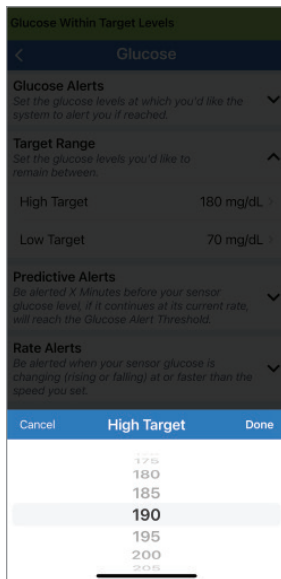 Glucose Within Target Levels
Glucose
Glucose Alerts
Set the glucose levels at which you'd like the
system to alert you if reached.
Target Range
Set the glucose levels you'd like to
remain between.
High Target 180 mg/dL
Low Target 70 mg/dL
Predictive Alerts
Be alerted X Minutes before your sensor
glucose level, if it continues at its current rate,
will reach the Glucose Alert Threshold.
Rate Alerts
Be alerted when your sensor glucose is
changing (rising or falling) at or faster than the
speed you set.
Cancel High Target Done
175
180
185
190
195
200
205